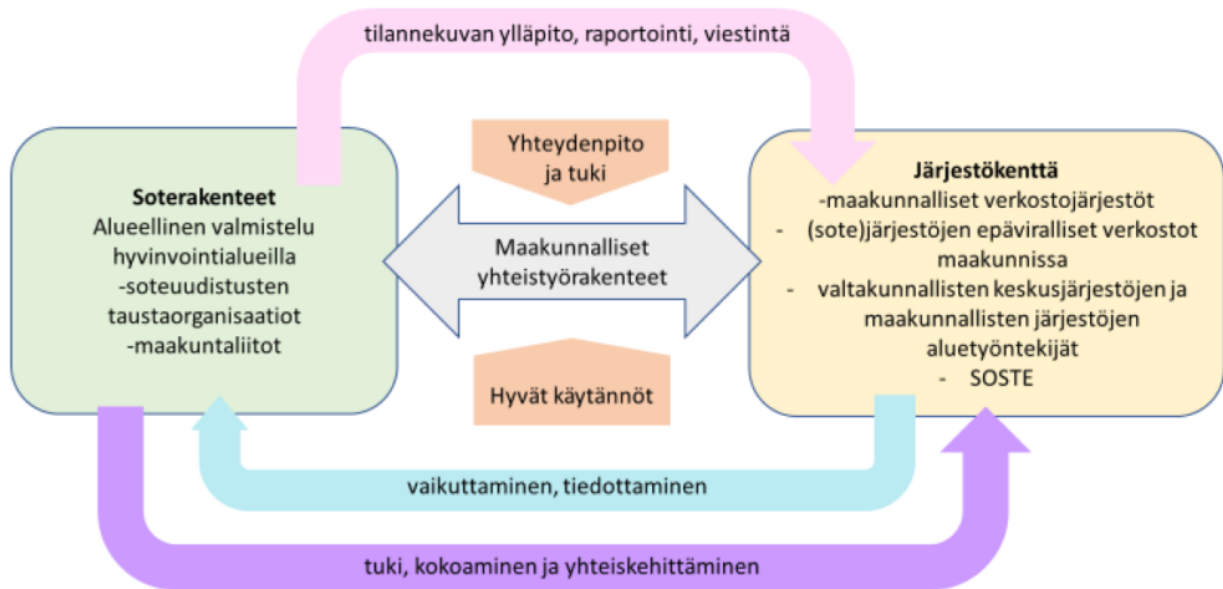 tilannekuvan ylläpito, raportointi, viestintä
Soterakenteet
Alueellinen valmistelu
hyvinvointialueilla
-soteuudistusten
taustaorganisaatiot
-maakuntaliitot
Yhteydenpito
ja tuki
Maakunnalliset
yhteistyörakenteet
Hyvät käytännöt
Järjestökenttä
-maakunnalliset verkostojärjestöt
- (sote)järjestöjen epäviralliset verkostot
maakunnissa
- valtakunnallisten keskusjärjestöjen ja
maakunnallisten järjestöjen
aluetyöntekijät
- SOSTE
vaikuttaminen, tiedottaminen
tuki, kokoaminen ja yhteiskehittäminen